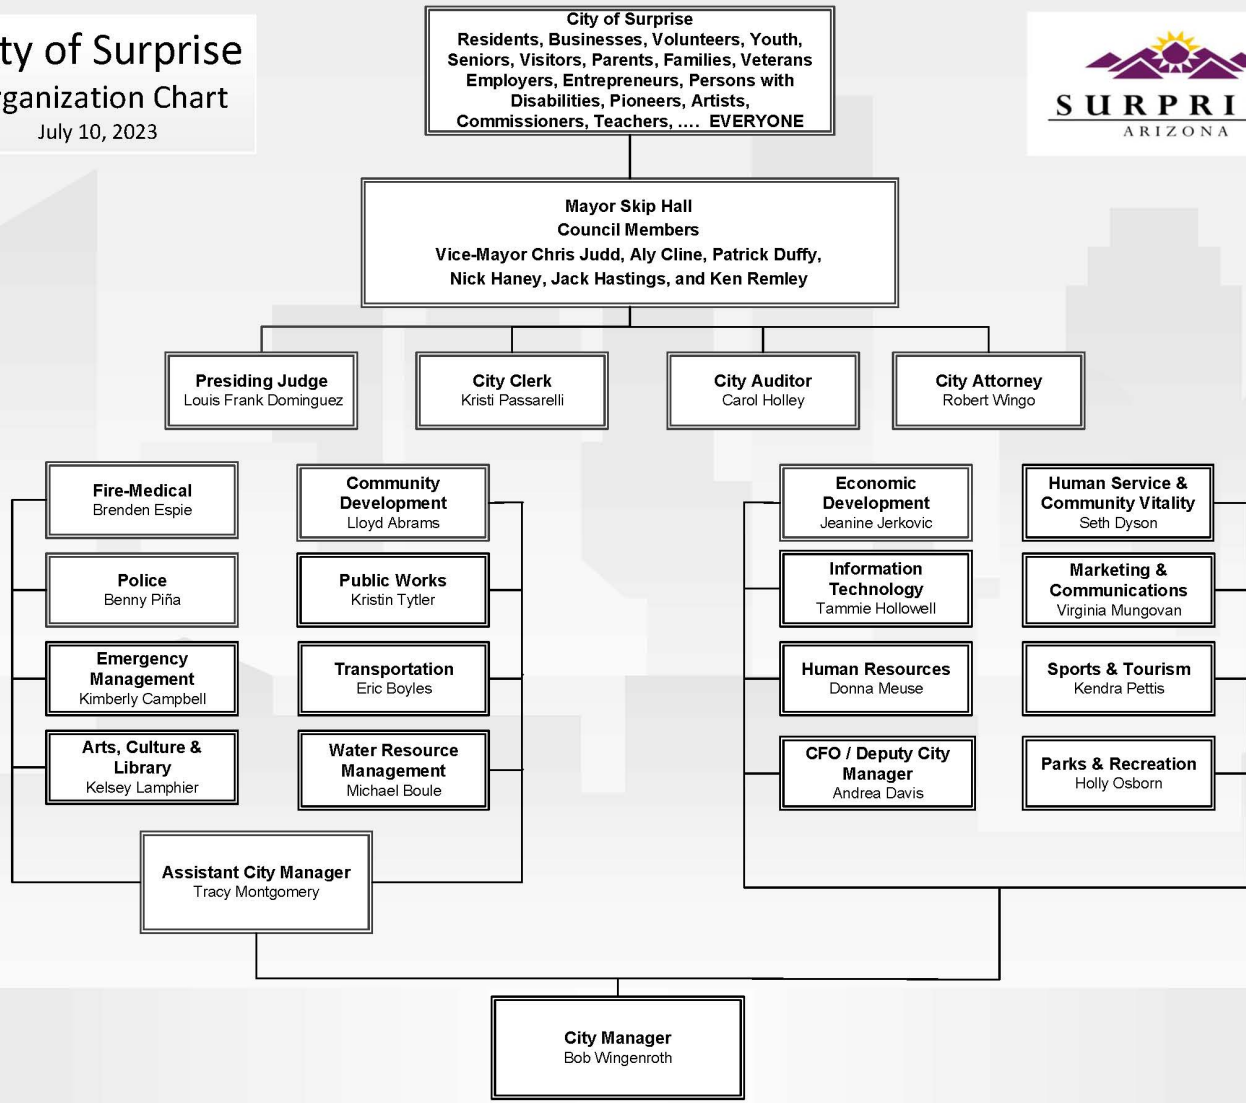 ty of Surprise
rganization Chart
July 10, 2023
City of Surprise
Residents, Businesses, Volunteers, Youth,
Seniors, Visitors, Parents, Families, Veterans
Employers, Entrepreneurs, Persons with
Disabilities, Pioneers, Artists,
Commissioners, Teachers, .... EVERYONE
SURPRI
ARIZONA
Mayor Skip Hall
Council Members
Vice-Mayor Chris Judd, Aly Cline, Patrick Duffy,
Nick Haney, Jack Hastings, and Ken Remley
Presiding Judge
Louis Frank Dominguez
City Clerk
Kristi Passarelli
City Auditor
Carol Holley
City Attorney
Robert Wingo
Fire-Medical
Brenden Espie
Community
Development
Lloyd Abrams
Economic
Development
Jeanine Jerkovic
Human Service &
Community Vitality
Seth Dyson
Police
Benny Piña
Public Works
Kristin Tytler
Information
Technology
Tammie Hollowell
Marketing &
Communications
Virginia Mungovan
Emergency
Management
Kimberly Campbell
Transportation
Eric Boyles
Human Resources
Donna Meuse
Sports & Tourism
Kendra Pettis
Arts, Culture &
Library
Kelsey Lamphier
Water Resource
Management
Michael Boule
CFO / Deputy City
Manager
Andrea Davis
Parks & Recreation
Holly Osborn
Assistant City Manager
Tracy Montgomery
City Manager
Bob Wingenroth